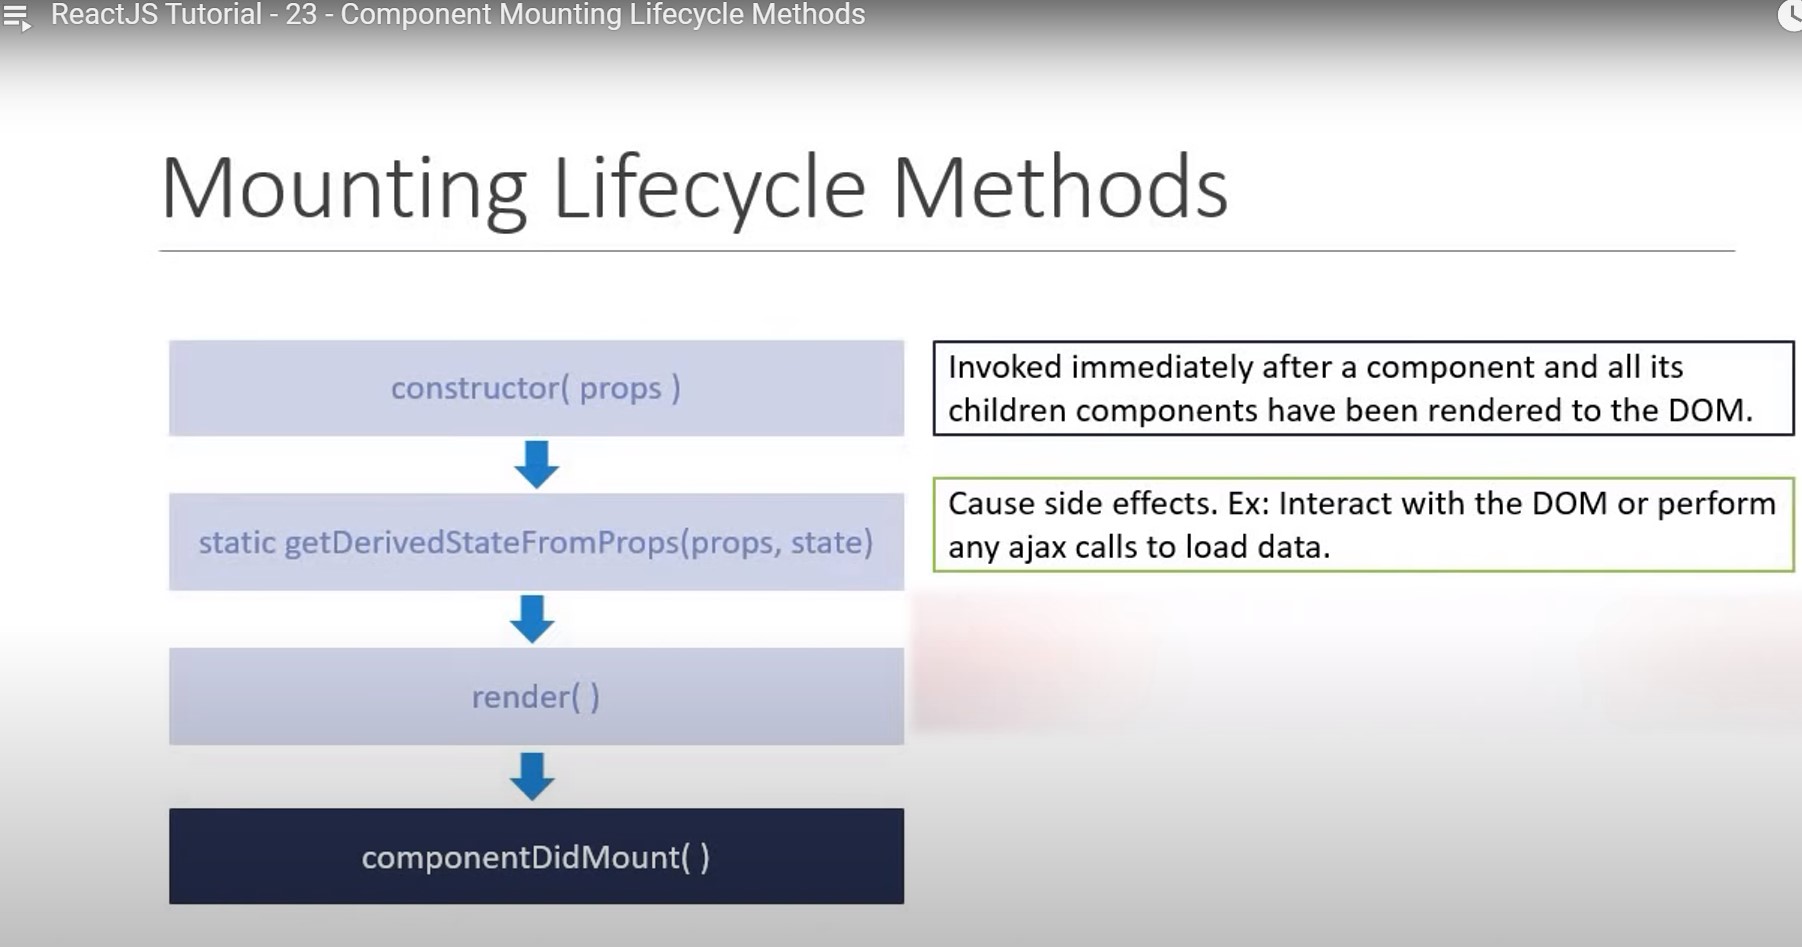 ReactJS Tutorial - 23 - Component Mounting Lifecycle Methods
Mounting Lifecycle Methods
constructor( props )
Invoked immediately after a component and all its
children components have been rendered to the DOM.
static getDerivedStateFromProps(props, state)
Cause side effects. Ex: Interact with the DOM or perform
any ajax calls to load data.
render( )
componentDidMount( )